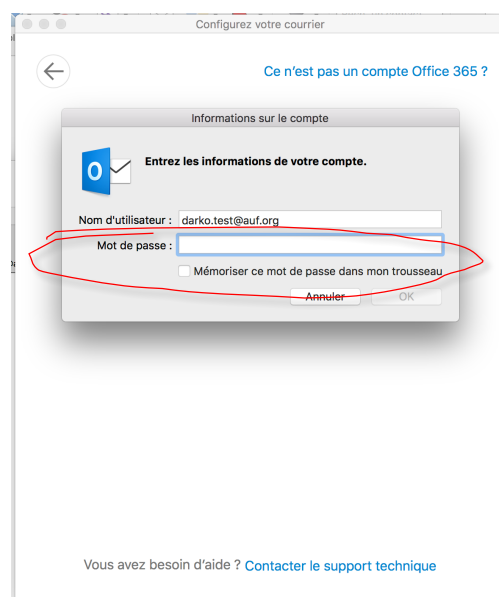 Configurez votre courrier
Ce n'est pas un compte Office 365 ?
Informations sur le compte
Entrez les informations de votre compte.
Nom d'utilisateur : darko.test@auf.org
Mot de passe :
Mémoriser ce mot de passe dans mon trousseau
Annuler OK
Vous avez besoin d'aide ? Contacter le support technique